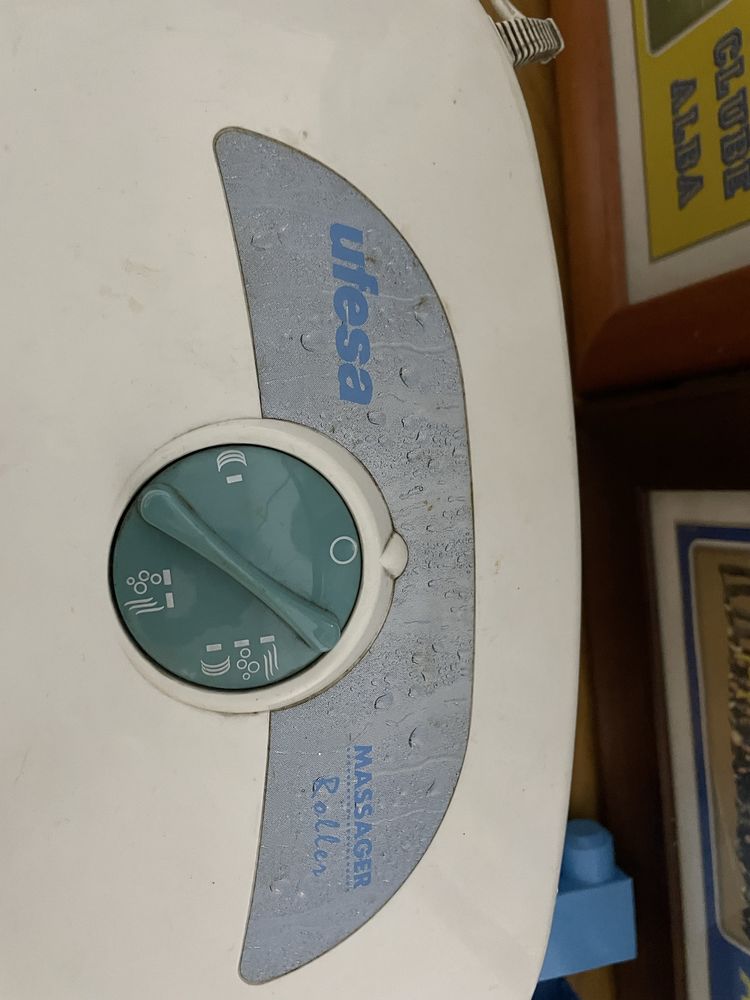 ufesa
MASSAGER
Roller
CLUBE
ALBA